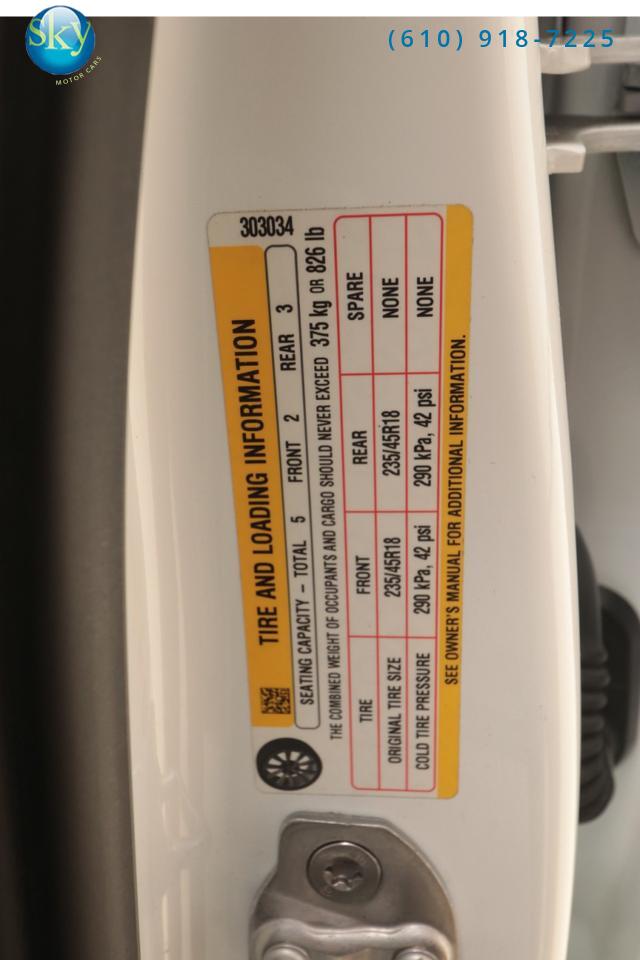 Sky
MOTOR CARS
(610) 918-7225
303034
TIRE AND LOADING INFORMATION
SEATING CAPACITY – TOTAL 5 FRONT 2 REAR 3
THE COMBINED WEIGHT OF OCCUPANTS AND CARGO SHOULD NEVER EXCEED 375 kg OR 826 lb
TIRE FRONT REAR SPARE
ORIGINAL TIRE SIZE 235/45R18 235/45R18 NONE
COLD TIRE PRESSURE 290 kPa, 42 psi 290 kPa, 42 psi NONE
SEE OWNER'S MANUAL FOR ADDITIONAL INFORMATION.